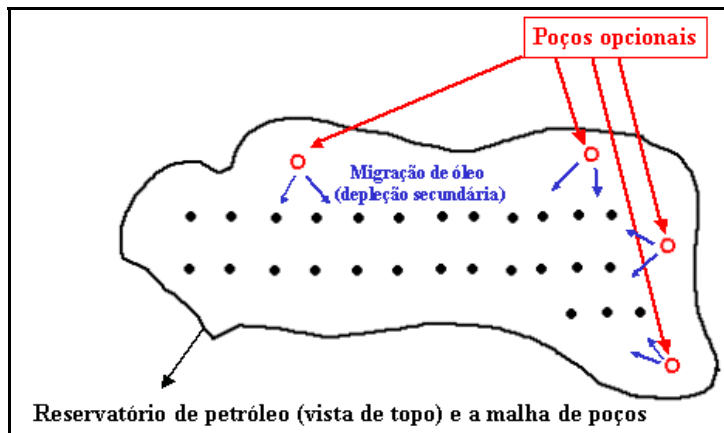 Poços opcionais
Migração de óleo
(depleção secundária)
Reservatório de petróleo (vista de topo) e a malha de poços